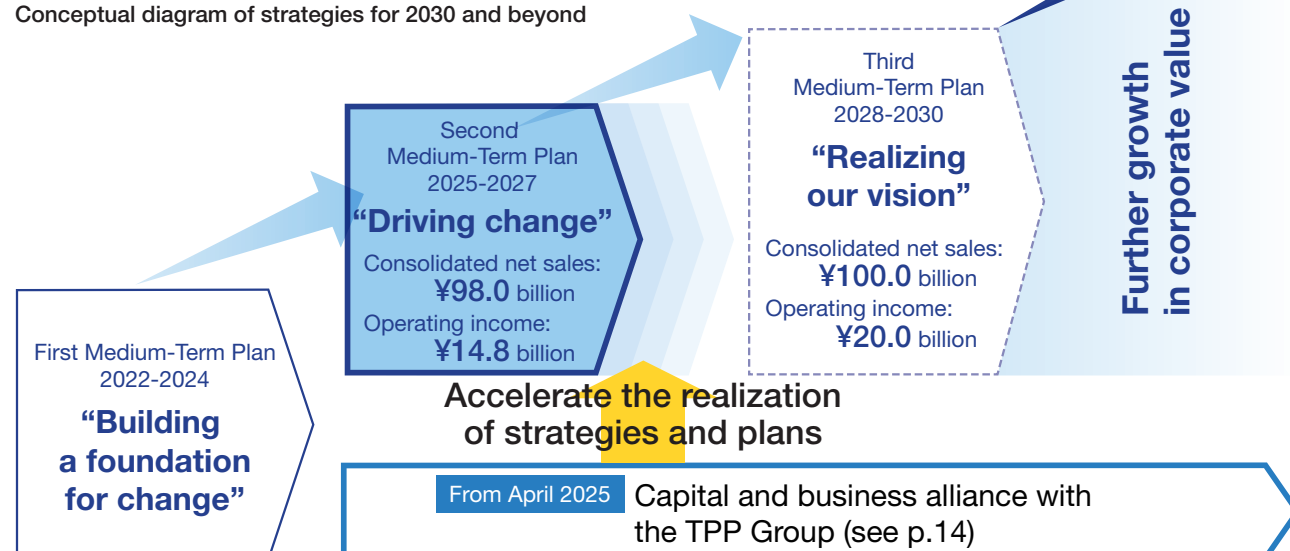 Conceptual diagram of strategies for 2030 and beyond
First Medium-Term Plan
2022-2024
“Building
a foundation
for change”
Second
Medium-Term Plan
2025-2027
“Driving change”
Consolidated net sales:
¥98.0 billion
Operating income:
¥14.8 billion
Third
Medium-Term Plan
2028-2030
“Realizing
our vision”
Consolidated net sales:
¥100.0 billion
Operating income:
¥20.0 billion
Further growth
in corporate value
Accelerate the realization
of strategies and plans
From April 2025 Capital and business alliance with
the TPP Group (see p.14)